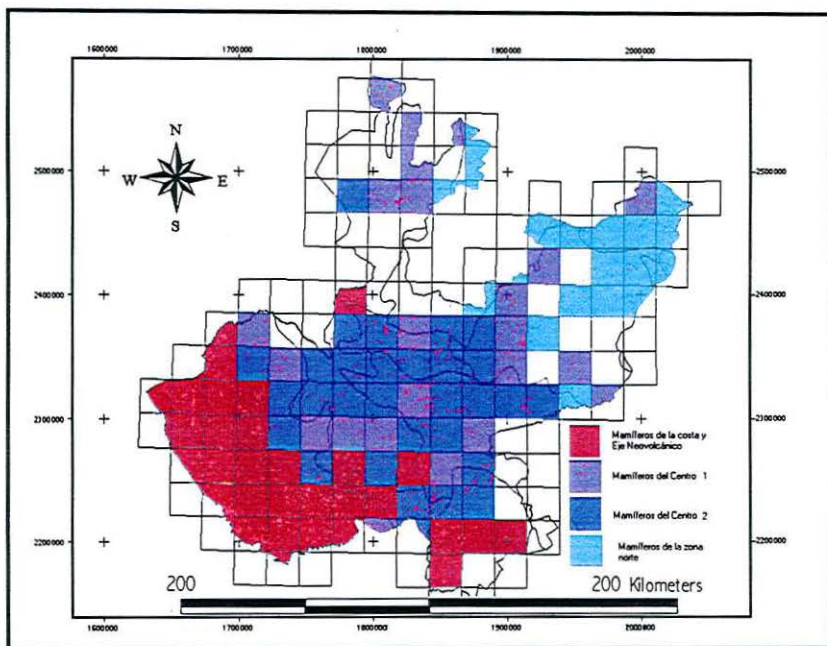 1600000 1700000 1800000 1900000 2000000
N
W E
S
2500000 2500000
2400000 2400000
2300000 2300000
2200000 2200000
Mamíferos de la costa y
Eje Neovolcánico
Mamíferos del Centro 1
Mamíferos del Centro 2
Mamíferos de la zona
norte
200 200 Kilometers
1600000 1700000 1800000 1900000 2000000